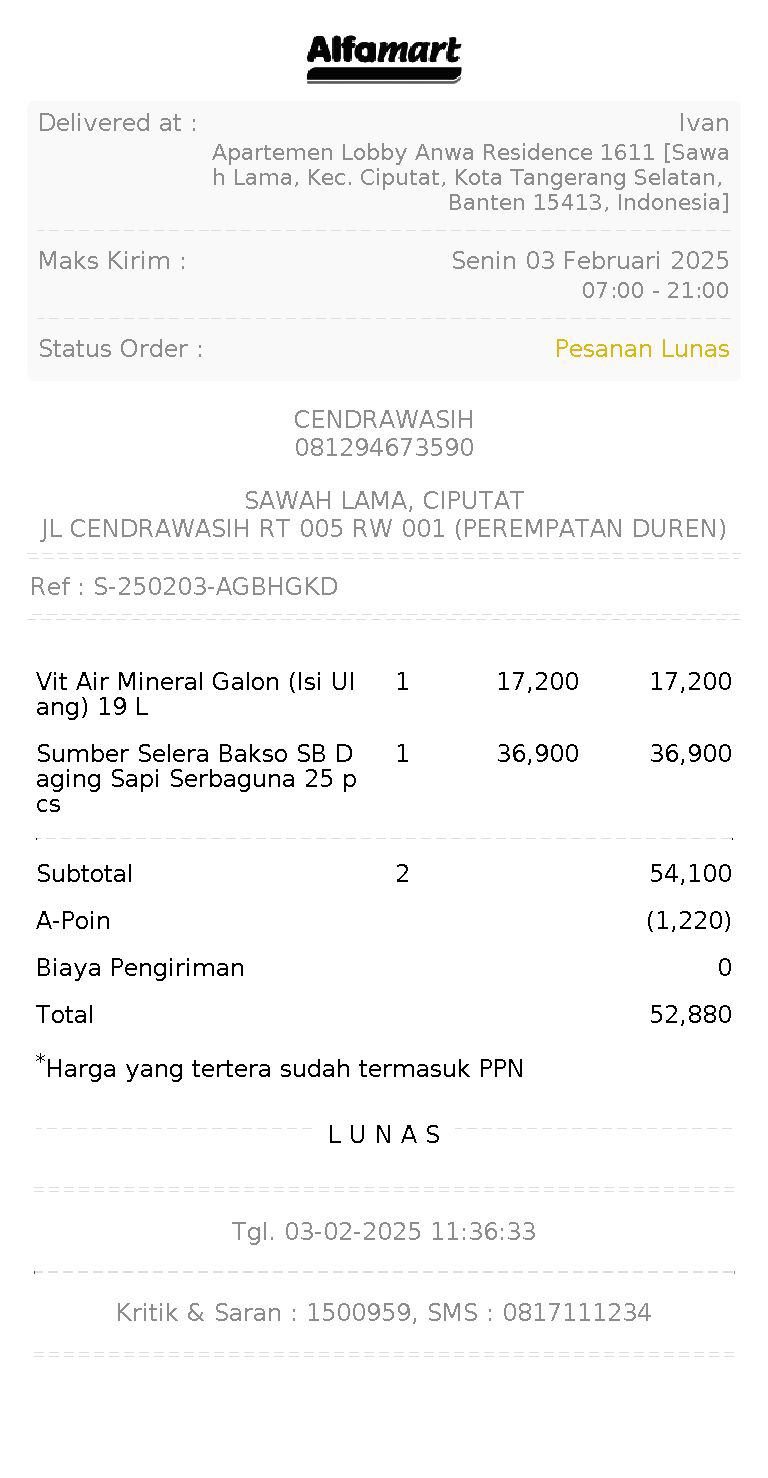 Alfamart
Delivered at : Ivan
Apartemen Lobby Anwa Residence 1611 [Sawa
h Lama, Kec. Ciputat, Kota Tangerang Selatan,
Banten 15413, Indonesia]
Maks Kirim : Senin 03 Februari 2025
07:00 - 21:00
Status Order : Pesanan Lunas
CENDRAWASIH
081294673590
SAWAH LAMA, CIPUTAT
JL CENDRAWASIH RT 005 RW 001 (PEREMPATAN DUREN)
Ref : S-250203-AGBHGKD
Vit Air Mineral Galon (Isi Ul 1 17,200 17,200
ang) 19 L
Sumber Selera Bakso SB D 1 36,900 36,900
aging Sapi Serbaguna 25 p
cs
Subtotal 2 54,100
A-Poin (1,220)
Biaya Pengiriman 0
Total 52,880
*Harga yang tertera sudah termasuk PPN
L U N A S
Tgl. 03-02-2025 11:36:33
Kritik & Saran : 1500959, SMS : 0817111234